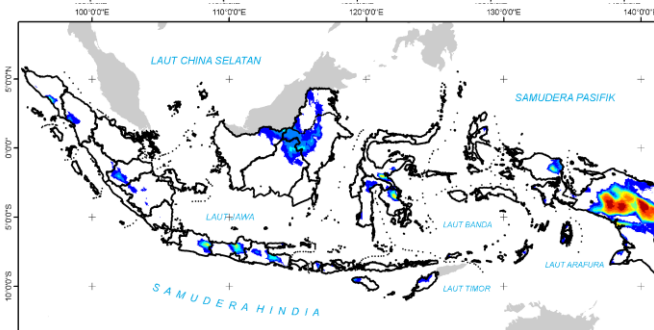 100°0'0"E 110°0'0"E 120°0'0"E 130°0'0"E 140°0'0"E
LAUT CHINA SELATAN
5°0'0"N
SAMUDERA PASIFIK
0°0'0"
5°0'0"S
LAUT JAWA
LAUT BANDA
LAUT ARAFURA
10°0'0"S
LAUT TIMOR
SAMUDERA HINDIA